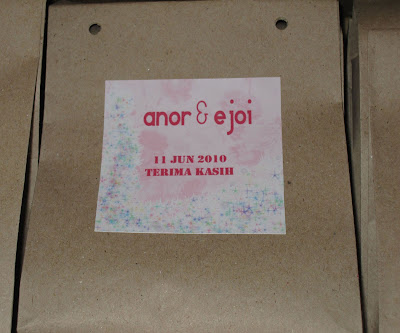 anor & ejoi
11 JUN 2010
TERIMA KASIH